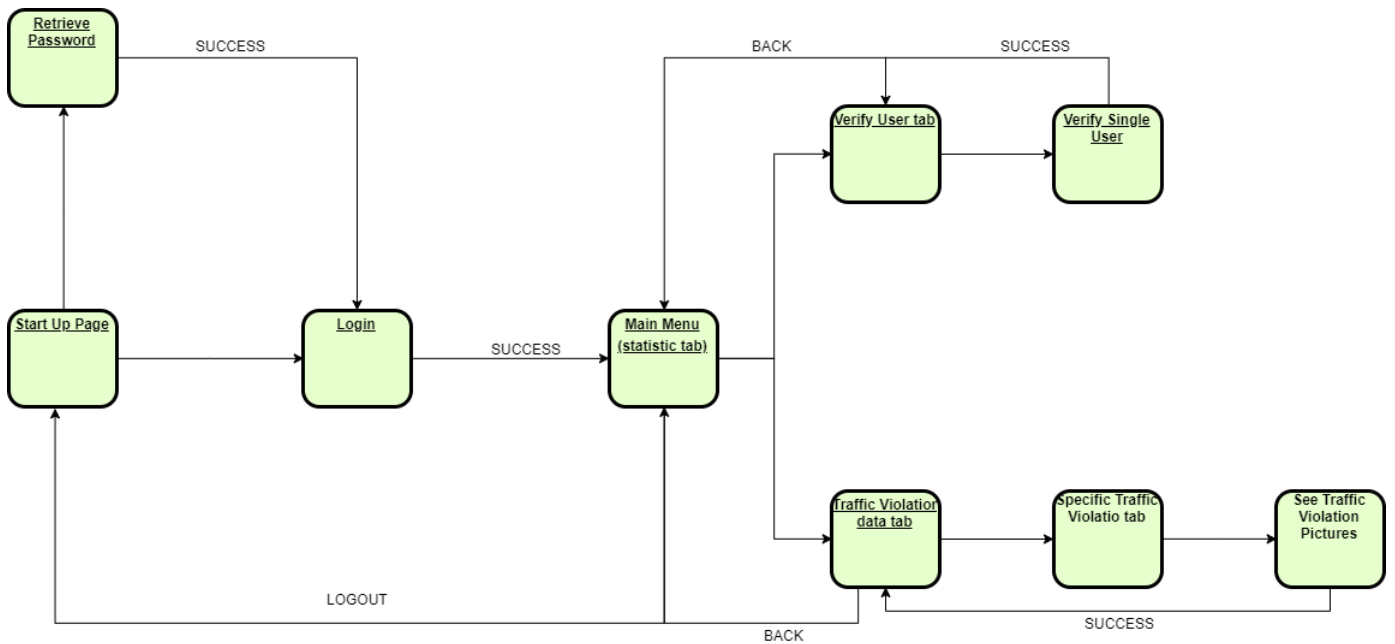 Retrieve
Password
SUCCESS
BACK
SUCCESS
Verify User tab
Verify Single
User
Start Up Page
Login
SUCCESS
Main Menu
(statistic tab)
Traffic Violation
data tab
Specific Traffic
Violatio tab
See Traffic
Violation
Pictures
LOGOUT
BACK
SUCCESS